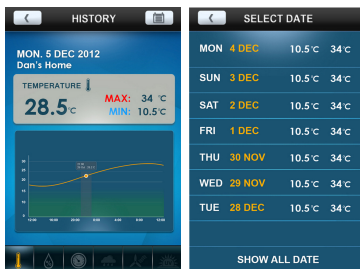 HISTORY
MON. 5 DEC 2012
Dan's Home
TEMPERATURE
28.5°C
MAX: 34 °C
MIN: 10.5°C
SELECT DATE
MON 4 DEC 10.5°C 34°C
SUN 3 DEC 10.5°C 34°C
SAT 2 DEC 10.5°C 34°C
FRI 1 DEC 10.5°C 34°C
THU 30 NOV 10.5°C 34°C
WED 29 NOV 10.5°C 34°C
TUE 28 DEC 10.5°C 34°C
SHOW ALL DATE